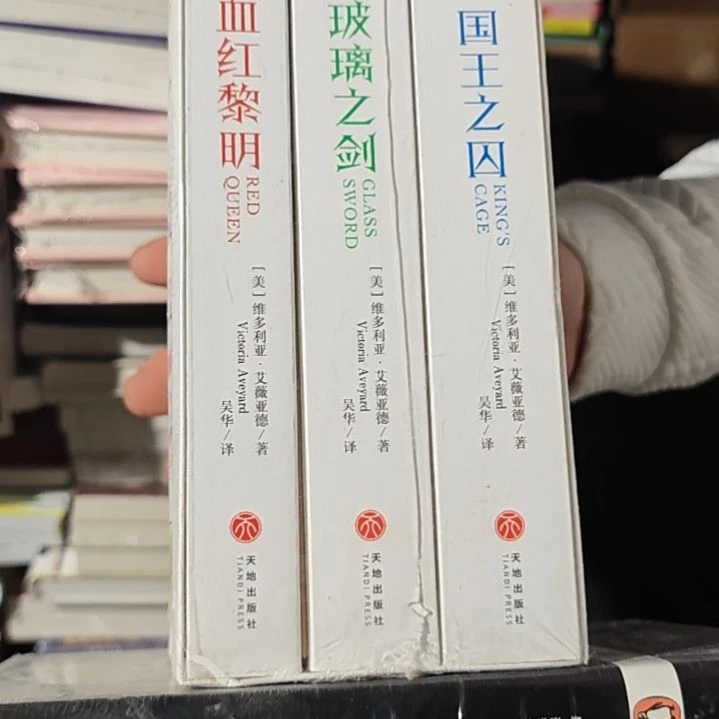 血红黎明
RED
QUEEN
[美]维多利亚·艾薇亚德/著
Victoria Aveyard
吴华/译
天地出版社
TIANDI PRESS
玻璃之剑
GLASS
SWORD
[美]维多利亚·艾薇亚德/著
Victoria Aveyard
吴华/译
天地出版社
TIANDI PRESS
国王之囚
KING'S
CAGE
[美]维多利亚·艾薇亚德/著
Victoria Aveyard
吴华/译
天地出版社
TIANDI PRESS